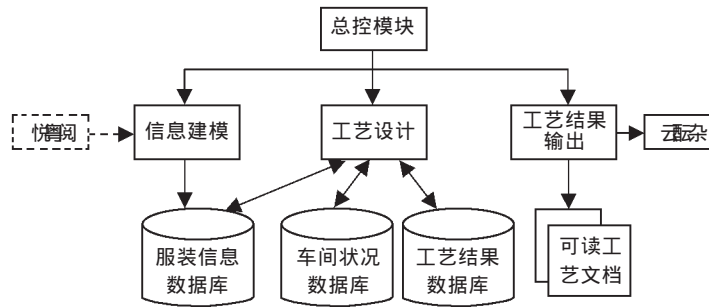 总控模块
信息建模
工艺设计
工艺结果
输出
服装信息
数据库
车间状况
数据库
工艺结果
数据库
可读工
艺文档